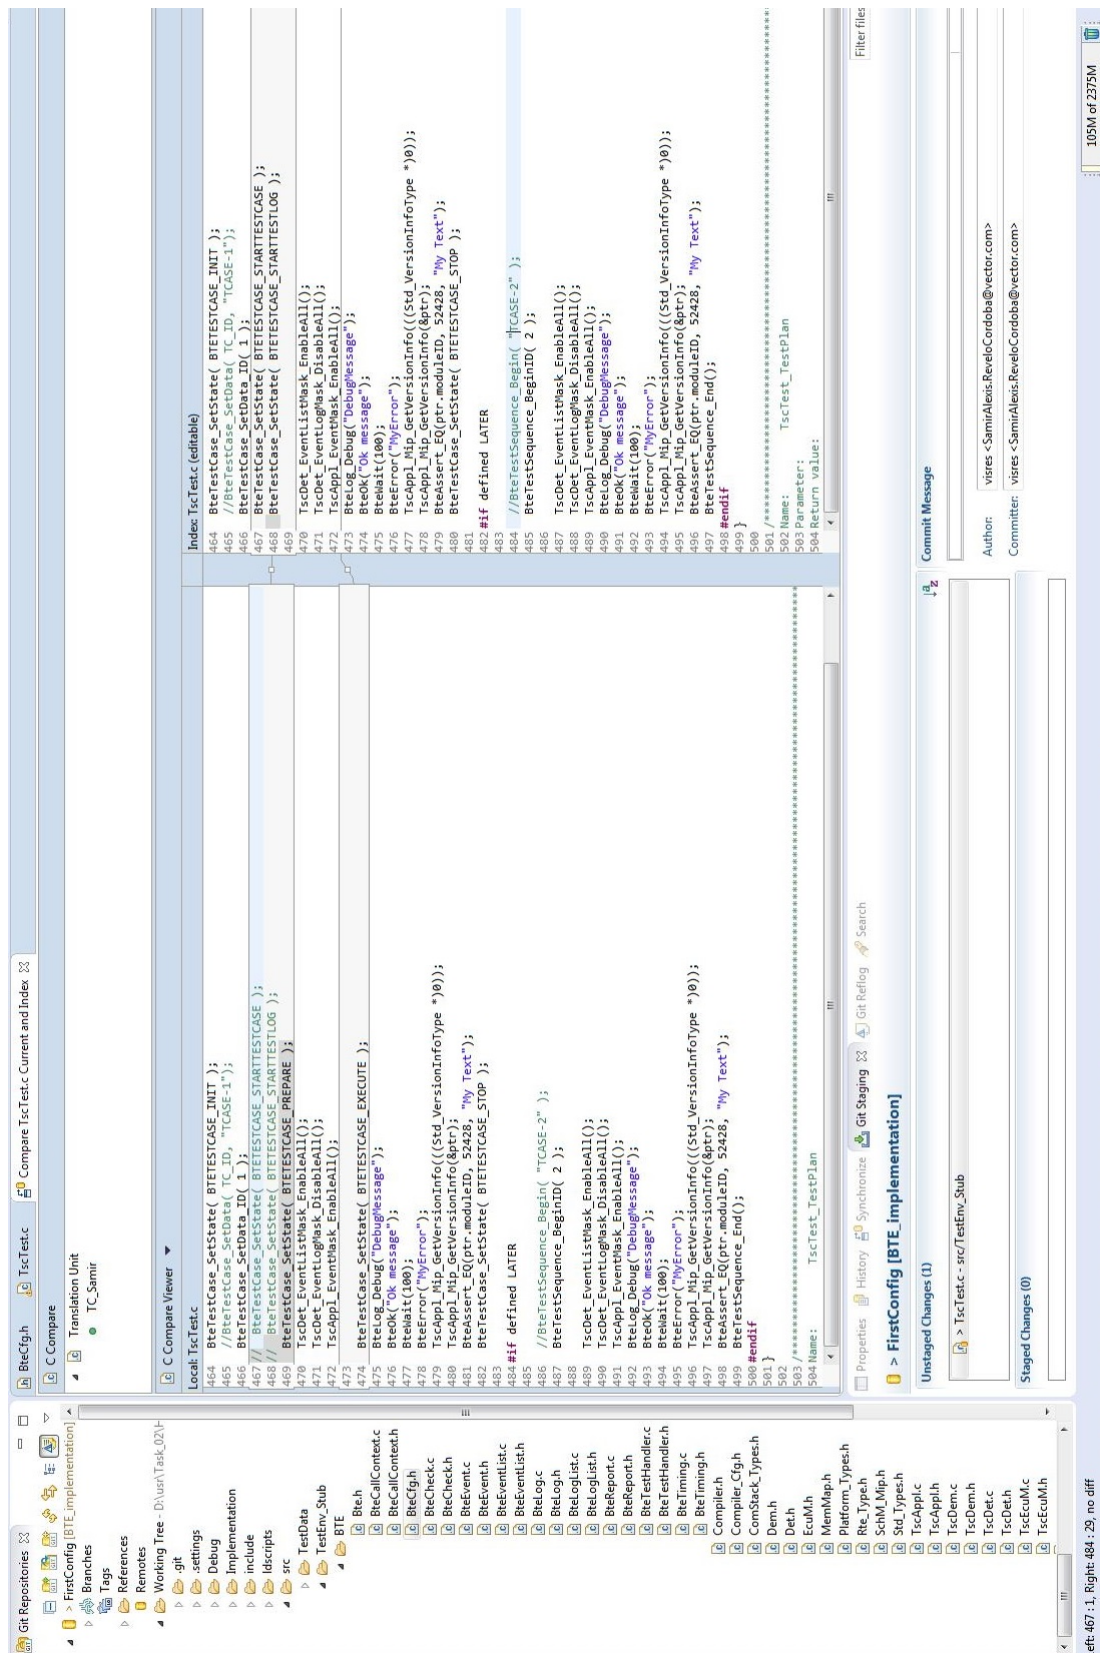 Git Repositories
> FirstConfig [BTE_implementation]
Branches
Tags
References
Remotes
Working Tree - D:\usr\Task_02\H
.git
.settings
Debug
Implementation
include
ldscripts
src
TestData
TestEnv_Stub
BTE
Bte.h
BteCallContext.c
BteCallContext.h
BteCfg.h
BteCheck.c
BteCheck.h
BteEvent.c
BteEvent.h
BteEventList.c
BteEventList.h
BteLog.c
BteLog.h
BteLogList.c
BteLogList.h
BteReport.c
BteReport.h
BteTestHandler.c
BteTestHandler.h
BteTiming.c
BteTiming.h
Compiler.h
Compiler_Cfg.h
ComStack_Types.h
Dem.h
Det.h
EcuM.h
MemMap.h
Platform_Types.h
Rte_Type.h
SchM_Mip.h
Std_Types.h
TscAppl.c
TscAppl.h
TscDem.c
TscDem.h
TscDet.c
TscDet.h
TscEcuM.c
TscEcuM.h
BteCfg.h
TscTest.c
Compare TscTest.c Current and Index
C Compare
Translation Unit
TC_Samir
C Compare Viewer
Local: TscTest.c
464 BteTestCase_SetState( BTETESTCASE_INIT );
465 //BteTestCase_SetData( TC_ID, "TCASE-1");
466 BteTestCase_SetData_ID( 1 );
467 // BteTestCase_SetState( BTETESTCASE_STARTTESTCASE );
468 // BteTestCase_SetState( BTETESTCASE_STARTTESTLOG );
469 BteTestCase_SetState( BTETESTCASE_PREPARE );
470 TscDet_EventListMask_EnableAll();
471 TscDet_EventLogMask_DisableAll();
472 TscAppl_EventMask_EnableAll();
473
474 BteTestCase_SetState( BTETESTCASE_EXECUTE );
475 BteLog_Debug("DebugMessage");
476 BteOk("Ok message");
477 BteWait(100);
478 BteError("MyError");
479 TscAppl_Mip_GetVersionInfo(((Std_VersionInfoType *)0));
480 TscAppl_Mip_GetVersionInfo(&ptr);
481 BteAssert_EQ(ptr.moduleID, 52428, "My Text");
482 BteTestCase_SetState( BTETESTCASE_STOP );
483
484 #if defined LATER
485
486 //BteTestSequence_Begin( "TCASE-2" );
487 BteTestSequence_BeginID( 2 );
488
489 TscDet_EventListMask_EnableAll();
490 TscDet_EventLogMask_DisableAll();
491 TscAppl_EventMask_EnableAll();
492 BteLog_Debug("DebugMessage");
493 BteOk("Ok message");
494 BteWait(100);
495 BteError("MyError");
496 TscAppl_Mip_GetVersionInfo(((Std_VersionInfoType *)0));
497 TscAppl_Mip_GetVersionInfo(&ptr);
498 BteAssert_EQ(ptr.moduleID, 52428, "My Text");
499 BteTestSequence_End();
500 #endif
501 }
502
503 /******************************************************************
504 Name: TscTest_TestPlan
Index: TscTest.c (editable)
464 BteTestCase_SetState( BTETESTCASE_INIT );
465 //BteTestCase_SetData( TC_ID, "TCASE-1");
466 BteTestCase_SetData_ID( 1 );
467 BteTestCase_SetState( BTETESTCASE_STARTTESTCASE );
468 BteTestCase_SetState( BTETESTCASE_STARTTESTLOG );
469
470 TscDet_EventListMask_EnableAll();
471 TscDet_EventLogMask_DisableAll();
472 TscAppl_EventMask_EnableAll();
473 BteLog_Debug("DebugMessage");
474 BteOk("Ok message");
475 BteWait(100);
476 BteError("MyError");
477 TscAppl_Mip_GetVersionInfo(((Std_VersionInfoType *)0));
478 TscAppl_Mip_GetVersionInfo(&ptr);
479 BteAssert_EQ(ptr.moduleID, 52428, "My Text");
480 BteTestCase_SetState( BTETESTCASE_STOP );
481
482 #if defined LATER
483
484 //BteTestSequence_Begin( "TCASE-2" );
485 BteTestSequence_BeginID( 2 );
486
487 TscDet_EventListMask_EnableAll();
488 TscDet_EventLogMask_DisableAll();
489 TscAppl_EventMask_EnableAll();
490 BteLog_Debug("DebugMessage");
491 BteOk("Ok message");
492 BteWait(100);
493 BteError("MyError");
494 TscAppl_Mip_GetVersionInfo(((Std_VersionInfoType *)0));
495 TscAppl_Mip_GetVersionInfo(&ptr);
496 BteAssert_EQ(ptr.moduleID, 52428, "My Text");
497 BteTestSequence_End();
498 #endif
499 }
500
501 /******************************************************************
502 Name: TscTest_TestPlan
503 Parameter:
504 Return value:
Properties History Synchronize Git Staging Git Reflog Search
Filter files
> FirstConfig [BTE_implementation]
Unstaged Changes (1)
> TscTest.c - src/TestEnv_Stub
Staged Changes (0)
Commit Message
Author: visres <SamirAlexis.ReveloCordoba@vector.com>
Committer: visres <SamirAlexis.ReveloCordoba@vector.com>
eft: 467 : 1, Right: 484 : 29, no diff
105M of 2375M